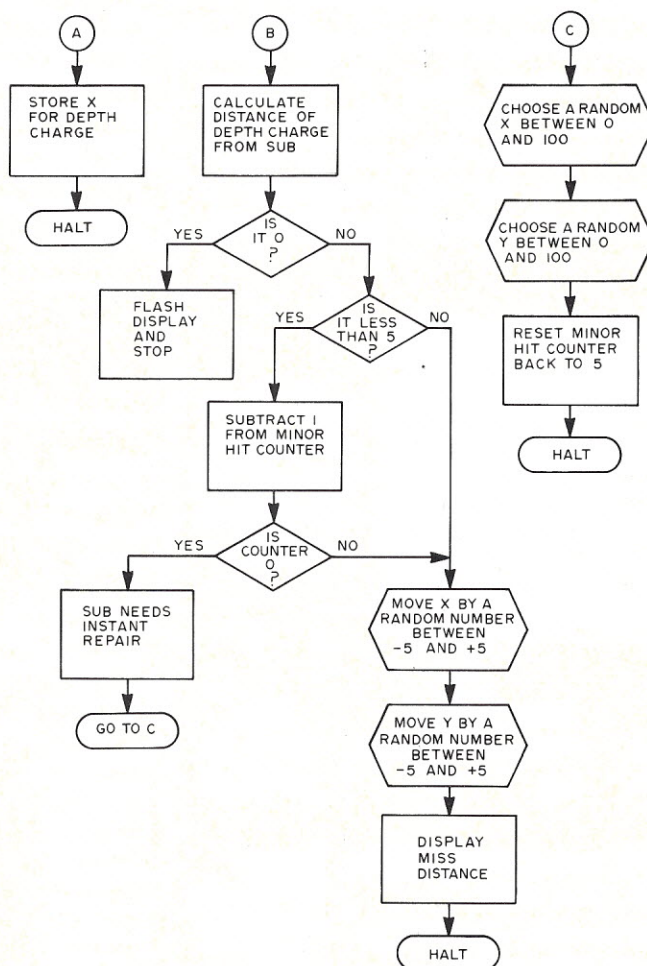 A
STORE X
FOR DEPTH
CHARGE
HALT
B
CALCULATE
DISTANCE OF
DEPTH CHARGE
FROM SUB
IS
IT 0
?
YES
NO
FLASH
DISPLAY
AND
STOP
IS
IT LESS
THAN 5
?
YES
NO
SUBTRACT 1
FROM MINOR
HIT COUNTER
IS
COUNTER
0
?
YES
NO
SUB NEEDS
INSTANT
REPAIR
GO TO C
MOVE X BY A
RANDOM NUMBER
BETWEEN
-5 AND +5
MOVE Y BY A
RANDOM NUMBER
BETWEEN
-5 AND +5
DISPLAY
MISS
DISTANCE
HALT
C
CHOOSE A RANDOM
X BETWEEN 0
AND 100
CHOOSE A RANDOM
Y BETWEEN 0
AND 100
RESET MINOR
HIT COUNTER
BACK TO 5
HALT